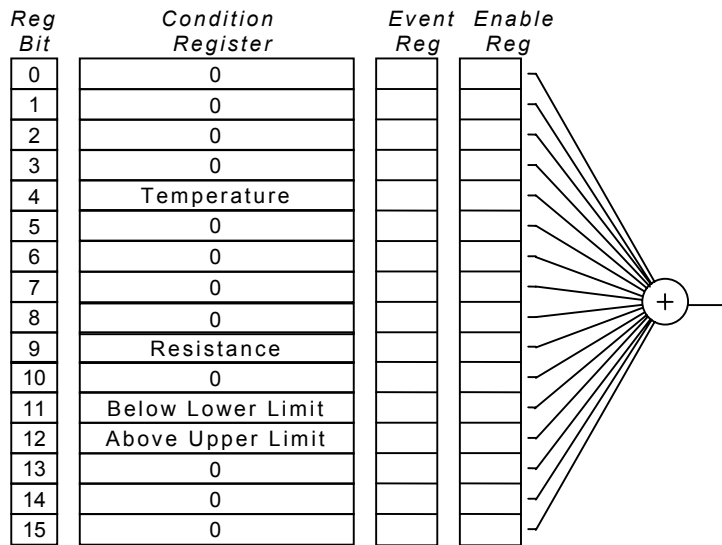 Reg Condition Event Enable
Bit Register Reg Reg
0 0
1 0
2 0
3 0
4 Temperature
5 0
6 0
7 0
8 0
9 Resistance
10 0
11 Below Lower Limit
12 Above Upper Limit
13 0
14 0
15 0
+